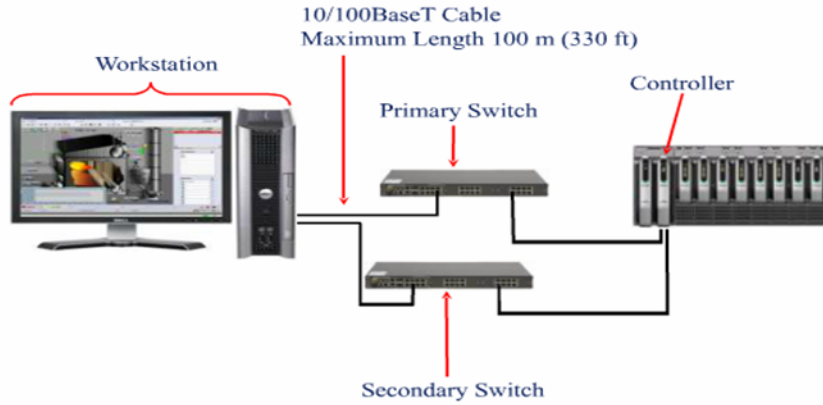 10/100BaseT Cable
Maximum Length 100 m (330 ft)
Workstation
Controller
Primary Switch
Secondary Switch